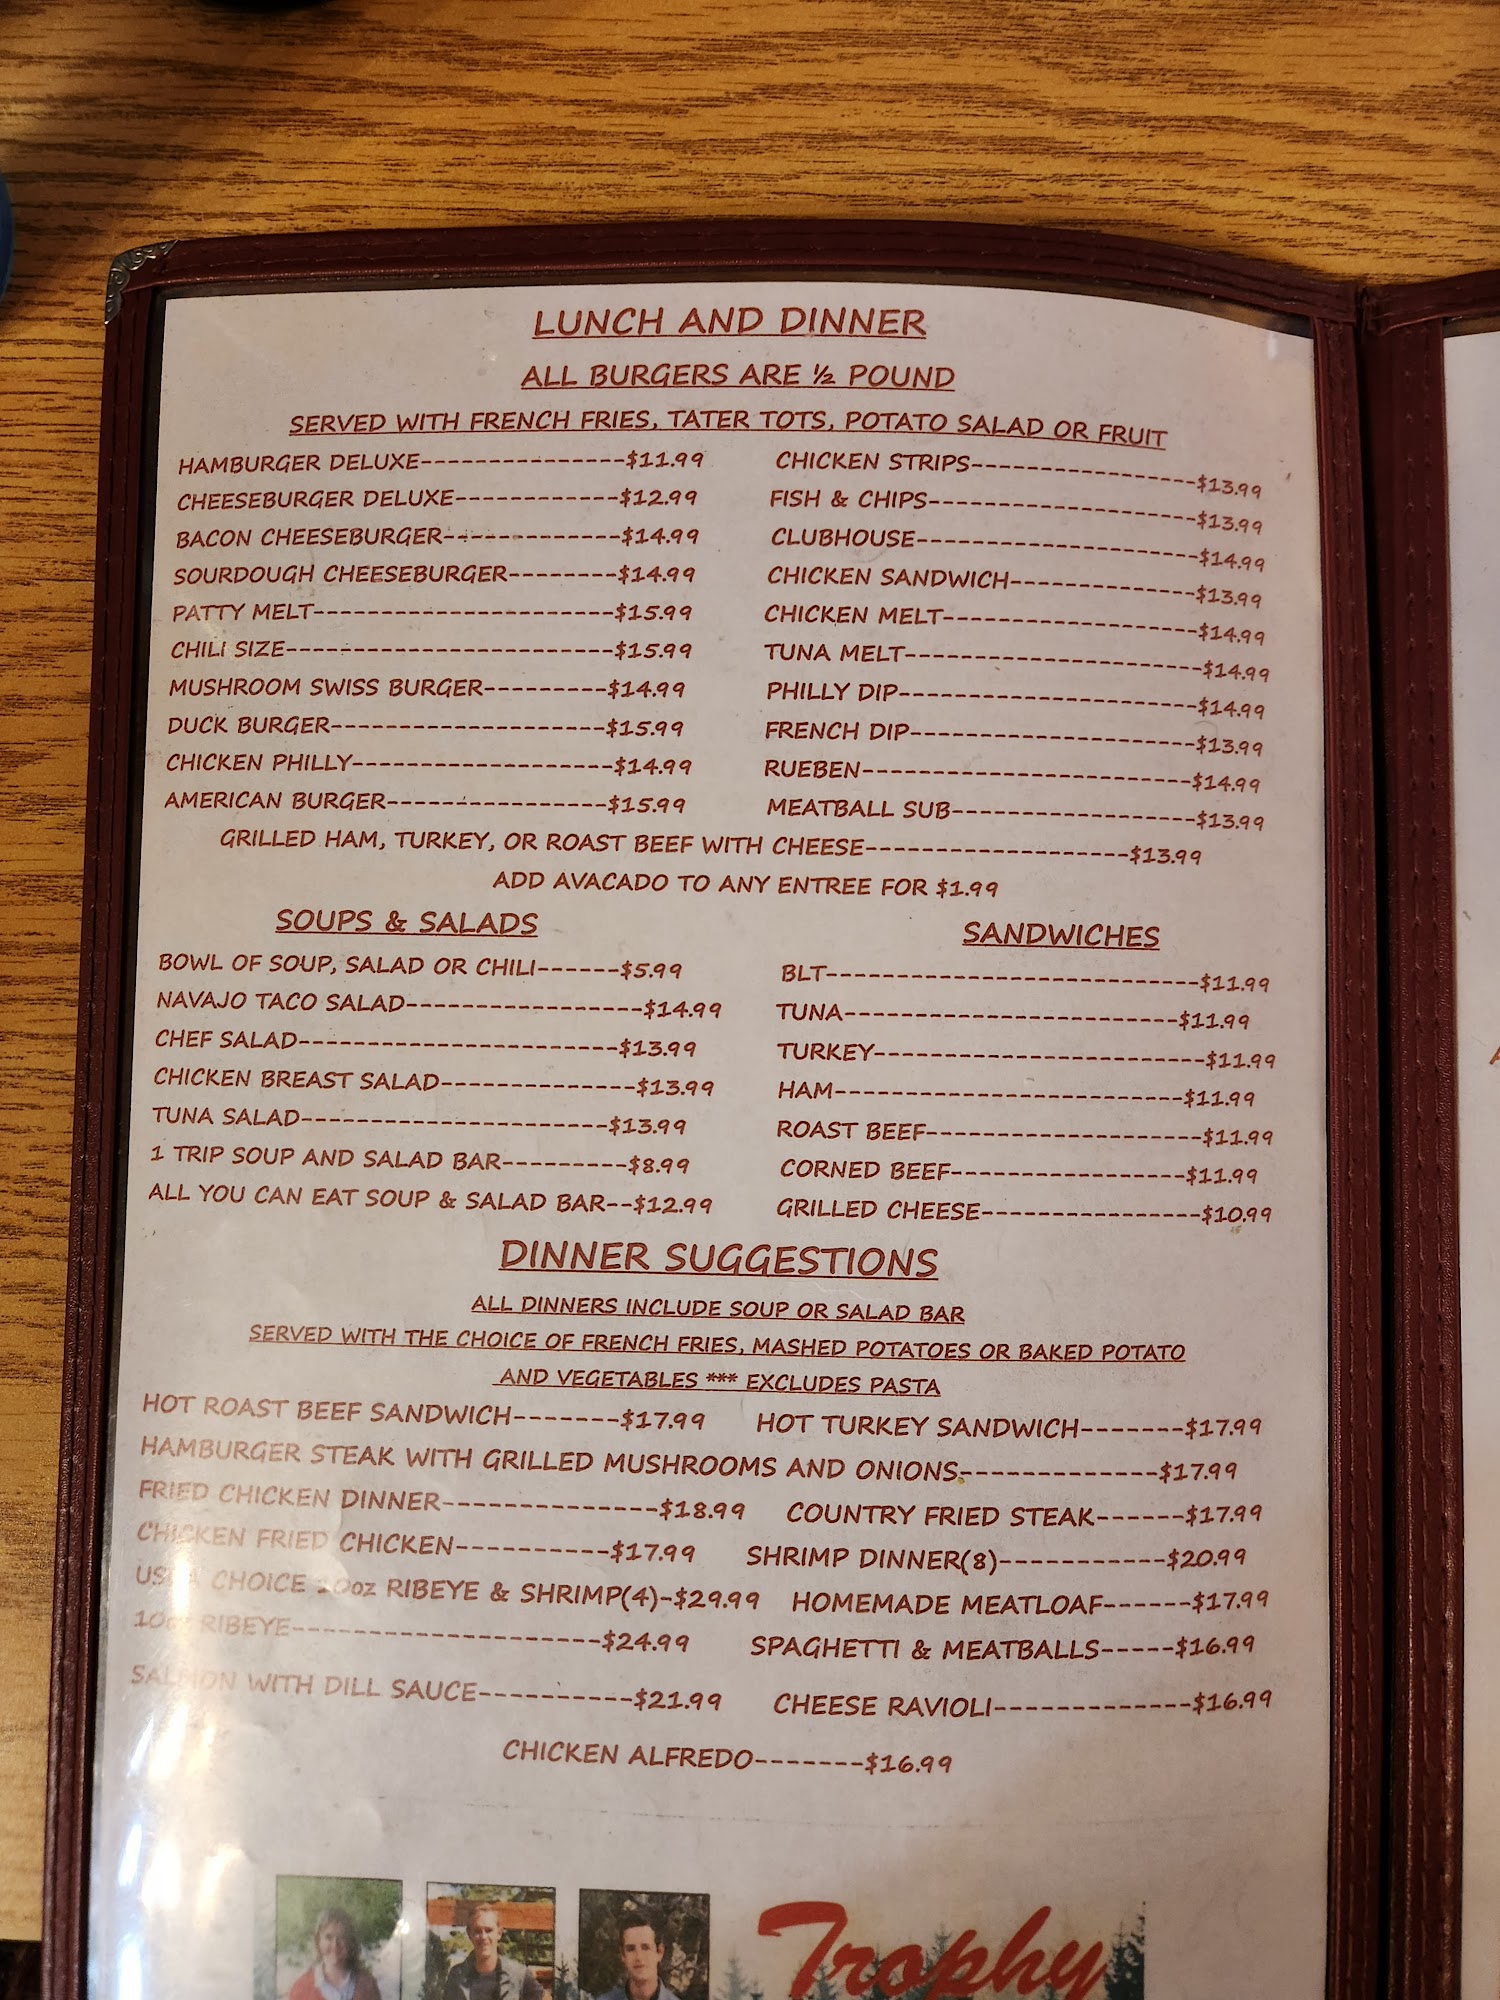 LUNCH AND DINNER
ALL BURGERS ARE ½ POUND
SERVED WITH FRENCH FRIES, TATER TOTS, POTATO SALAD OR FRUIT
HAMBURGER DELUXE---------------$11.99 CHICKEN STRIPS-----------------$13.99
CHEESEBURGER DELUXE------------$12.99 FISH & CHIPS--------------------$13.99
BACON CHEESEBURGER-------------$14.99 CLUBHOUSE---------------------$14.99
SOURDOUGH CHEESEBURGER--------$14.99 CHICKEN SANDWICH--------------$13.99
PATTY MELT----------------------$15.99 CHICKEN MELT-------------------$14.99
CHILI SIZE------------------------$15.99 TUNA MELT----------------------$14.99
MUSHROOM SWISS BURGER---------$14.99 PHILLY DIP----------------------$14.99
DUCK BURGER--------------------$15.99 FRENCH DIP---------------------$13.99
CHICKEN PHILLY-------------------$14.99 RUEBEN------------------------$14.99
AMERICAN BURGER----------------$15.99 MEATBALL SUB------------------$13.99
GRILLED HAM, TURKEY, OR ROAST BEEF WITH CHEESE-------------------$13.99
ADD AVACADO TO ANY ENTREE FOR $1.99
SOUPS & SALADS SANDWICHES
BOWL OF SOUP, SALAD OR CHILI------$5.99 BLT---------------------------$11.99
NAVAJO TACO SALAD-----------------$14.99 TUNA------------------------$11.99
CHEF SALAD-----------------------$13.99 TURKEY------------------------$11.99
CHICKEN BREAST SALAD--------------$13.99 HAM-------------------------$11.99
TUNA SALAD----------------------$13.99 ROAST BEEF--------------------$11.99
1 TRIP SOUP AND SALAD BAR---------$8.99 CORNED BEEF-----------------$11.99
ALL YOU CAN EAT SOUP & SALAD BAR--$12.99 GRILLED CHEESE----------------$10.99
DINNER SUGGESTIONS
ALL DINNERS INCLUDE SOUP OR SALAD BAR
SERVED WITH THE CHOICE OF FRENCH FRIES, MASHED POTATOES OR BAKED POTATO
AND VEGETABLES *** EXCLUDES PASTA
HOT ROAST BEEF SANDWICH-------$17.99 HOT TURKEY SANDWICH-------$17.99
HAMBURGER STEAK WITH GRILLED MUSHROOMS AND ONIONS-------------$17.99
FRIED CHICKEN DINNER--------------$18.99 COUNTRY FRIED STEAK------$17.99
CHICKEN FRIED CHICKEN----------$17.99 SHRIMP DINNER(8)-----------$20.99
USDA CHOICE 10oz RIBEYE & SHRIMP(4)-$29.99 HOMEMADE MEATLOAF------$17.99
10oz RIBEYE---------------------$24.99 SPAGHETTI & MEATBALLS-----$16.99
SALMON WITH DILL SAUCE----------$21.99 CHEESE RAVIOLI-------------$16.99
CHICKEN ALFREDO-------$16.99
Trophy